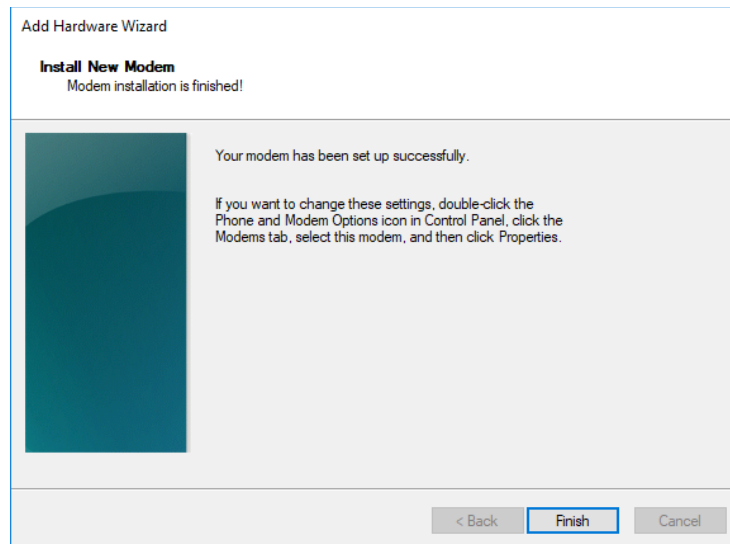 Add Hardware Wizard
Install New Modem
Modem installation is finished!
Your modem has been set up successfully.
If you want to change these settings, double-click the
Phone and Modem Options icon in Control Panel, click the
Modems tab, select this modem, and then click Properties.
< Back Finish Cancel